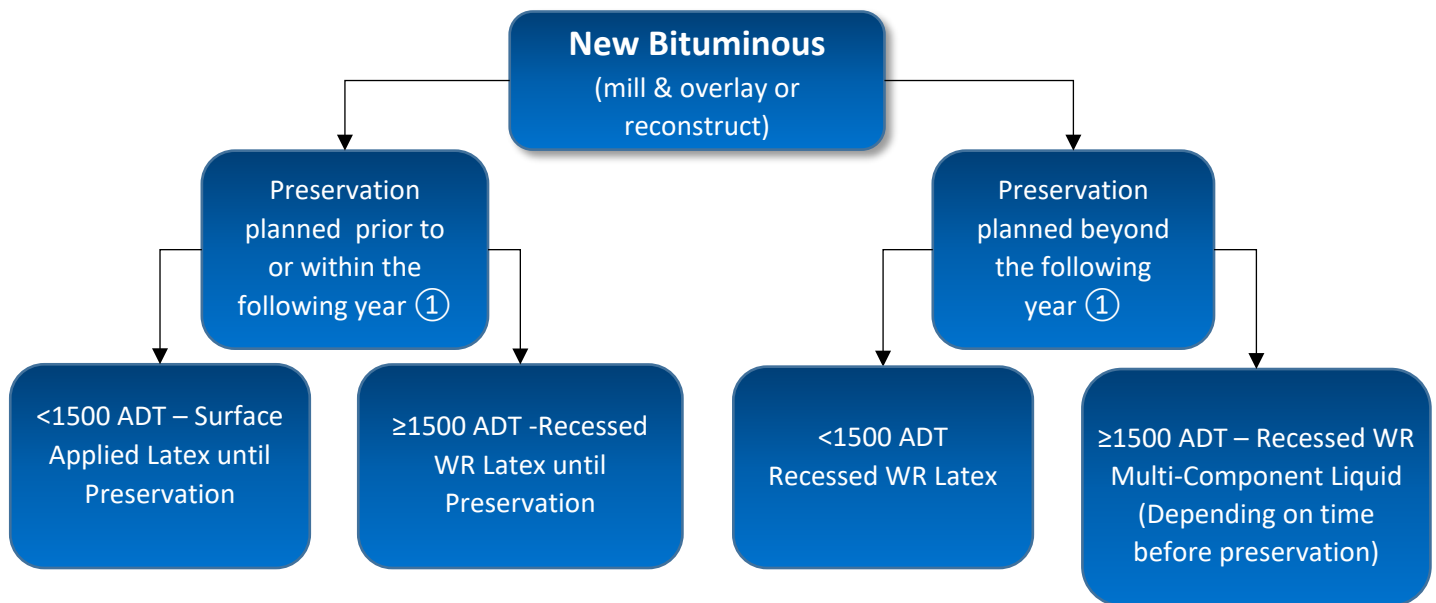 New Bituminous
(mill & overlay or
reconstruct)
Preservation
planned prior to
or within the
following year ①
Preservation
planned beyond
the following
year ①
<1500 ADT – Surface
Applied Latex until
Preservation
≥1500 ADT -Recessed
WR Latex until
Preservation
<1500 ADT
Recessed WR Latex
≥1500 ADT – Recessed WR
Multi-Component Liquid
(Depending on time
before preservation)